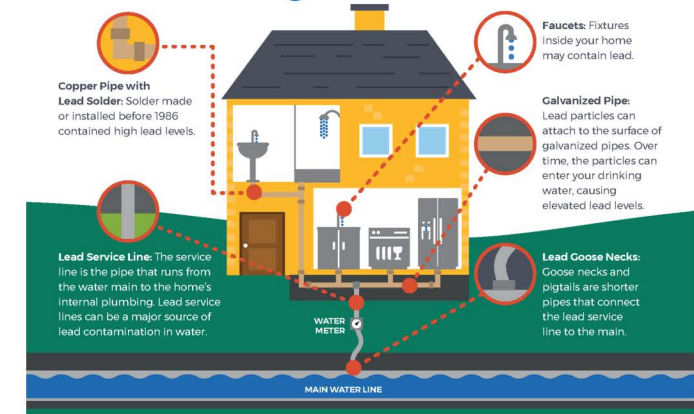 Copper Pipe with
Lead Solder: Solder made
or installed before 1986
contained high lead levels.
Faucets: Fixtures
inside your home
may contain lead.
Galvanized Pipe:
Lead particles can
attach to the surface of
galvanized pipes. Over
time, the particles can
enter your drinking
water, causing
elevated lead levels.
Lead Service Line: The service
line is the pipe that runs from
the water main to the home's
internal plumbing. Lead service
lines can be a major source of
lead contamination in water.
WATER
METER
Lead Goose Necks:
Goose necks and
pigtails are shorter
pipes that connect
the lead service
line to the main.
MAIN WATER LINE